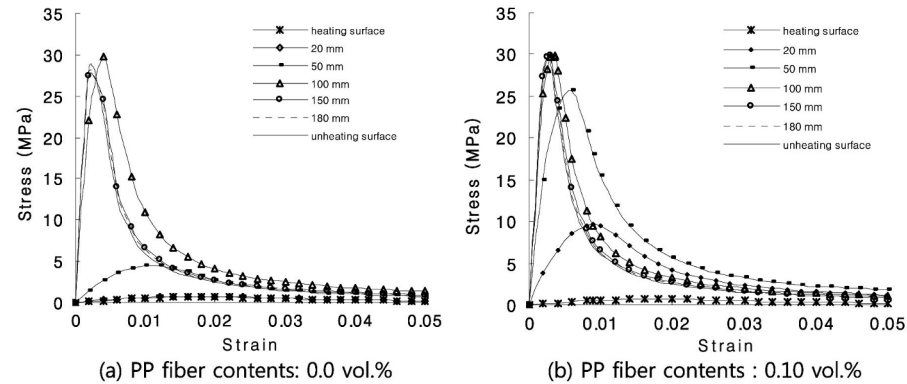 35
30
25
20
15
10
5
0
Stress (MPa)
heating surface
20 mm
50 mm
100 mm
150 mm
180 mm
unheating surface
0 0.01 0.02 0.03 0.04 0.05
Strain
(a) PP fiber contents: 0.0 vol.%
35
30
25
20
15
10
5
0
Stress (MPa)
heating surface
20 mm
50 mm
100 mm
150 mm
180 mm
unheating surface
0 0.01 0.02 0.03 0.04 0.05
Strain
(b) PP fiber contents : 0.10 vol.%